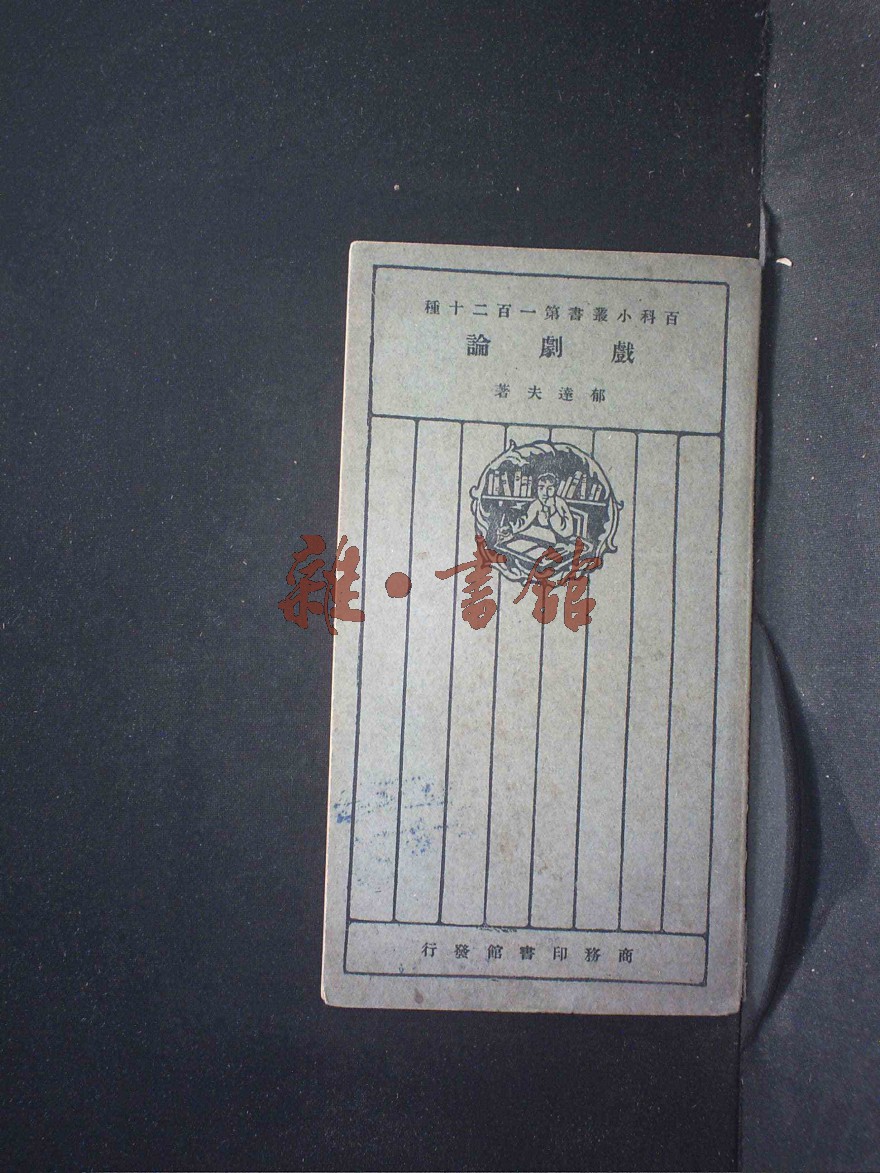 百科小叢書第一百二十種
戲劇論
郁達夫著
雜·書館
商務印書館發行